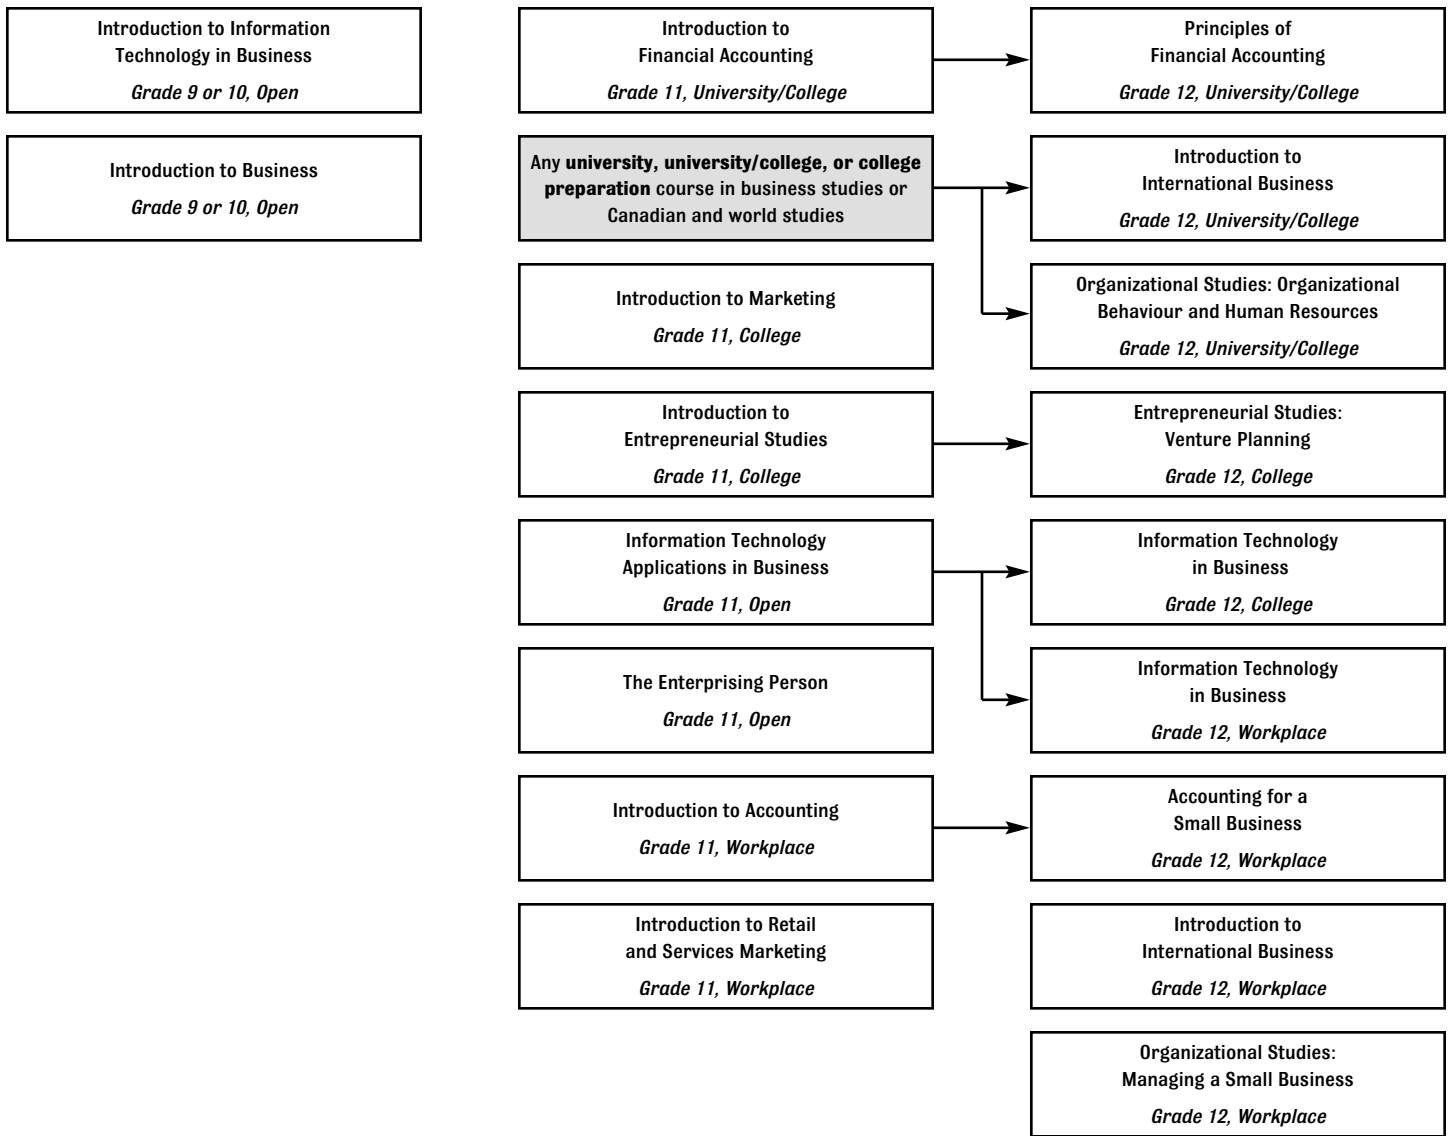 Introduction to Information
Technology in Business
Grade 9 or 10, Open
Introduction to Business
Grade 9 or 10, Open
Introduction to
Financial Accounting
Grade 11, University/College
Any university, university/college, or college
preparation course in business studies or
Canadian and world studies
Introduction to Marketing
Grade 11, College
Introduction to
Entrepreneurial Studies
Grade 11, College
Information Technology
Applications in Business
Grade 11, Open
The Enterprising Person
Grade 11, Open
Introduction to Accounting
Grade 11, Workplace
Introduction to Retail
and Services Marketing
Grade 11, Workplace
Principles of
Financial Accounting
Grade 12, University/College
Introduction to
International Business
Grade 12, University/College
Organizational Studies: Organizational
Behaviour and Human Resources
Grade 12, University/College
Entrepreneurial Studies:
Venture Planning
Grade 12, College
Information Technology
in Business
Grade 12, College
Information Technology
in Business
Grade 12, Workplace
Accounting for a
Small Business
Grade 12, Workplace
Introduction to
International Business
Grade 12, Workplace
Organizational Studies:
Managing a Small Business
Grade 12, Workplace